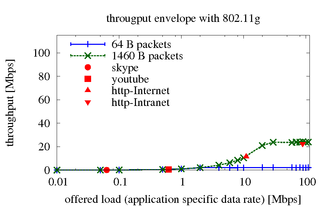 througput envelope with 802.11g
64 B packets
1460 B packets
skype
youtube
http-Internet
http-Intranet
throughput [Mbps]
100
80
60
40
20
0
0.01 0.1 1 10 100
offered load (application specific data rate) [Mbps]